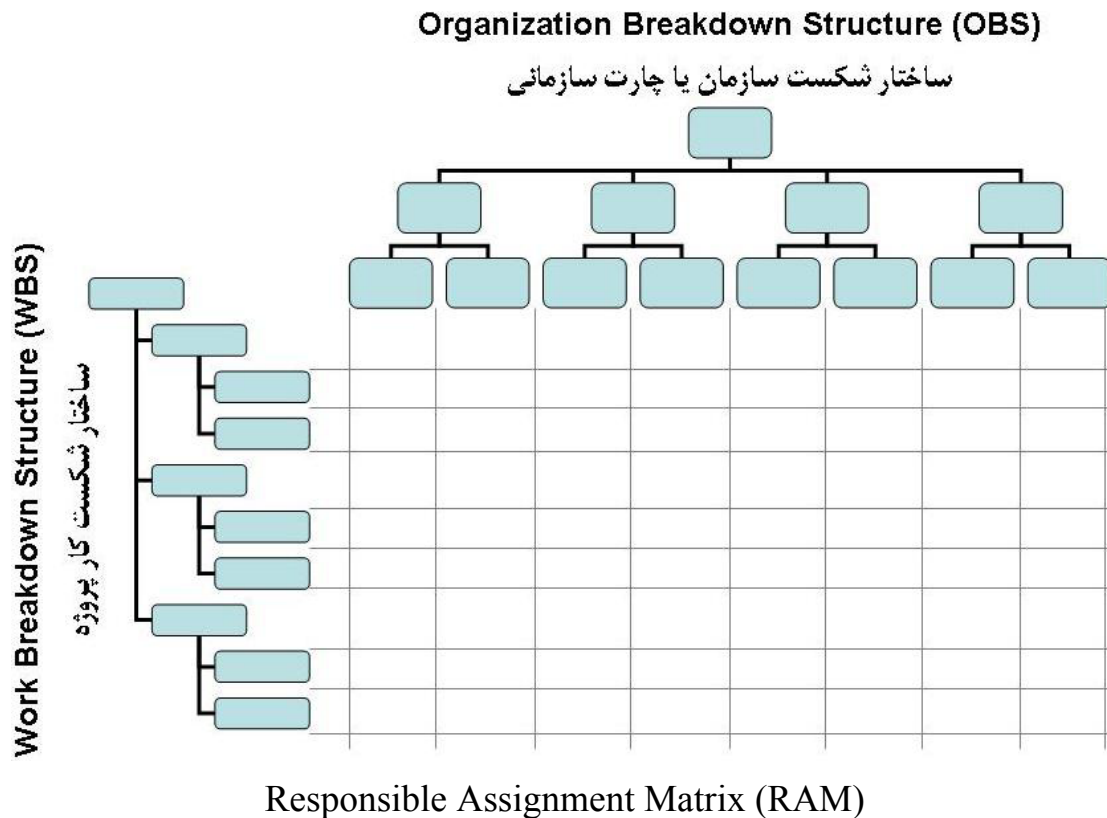 Organization Breakdown Structure (OBS)
ساختار شکست سازمان یا چارت سازمانی
Work Breakdown Structure (WBS)
ساختار شکست کار پروژه
Responsible Assignment Matrix (RAM)